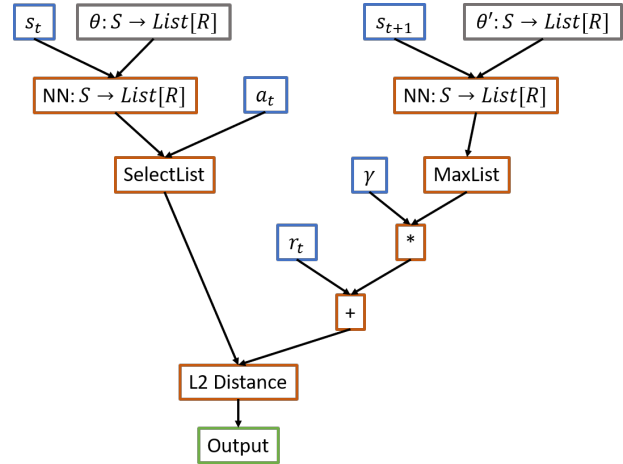 s_t
θ: S → List[R]
s_{t+1}
θ′: S → List[R]
NN: S → List[R]
a_t
NN: S → List[R]
SelectList
γ
MaxList
r_t
*
+
L2 Distance
Output